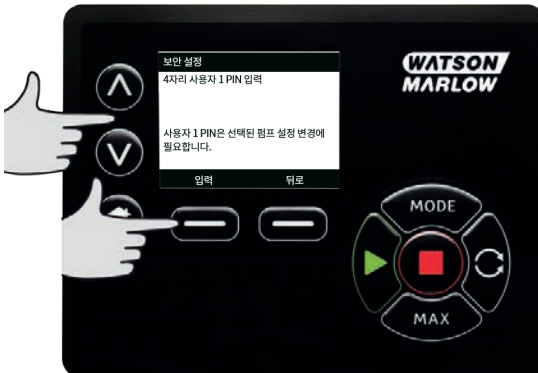 보안 설정
4자리 사용자 1 PIN 입력
사용자 1 PIN은 선택된 펌프 설정 변경에
필요합니다.
입력 뒤로
WATSON
MARLOW
MODE
MAX